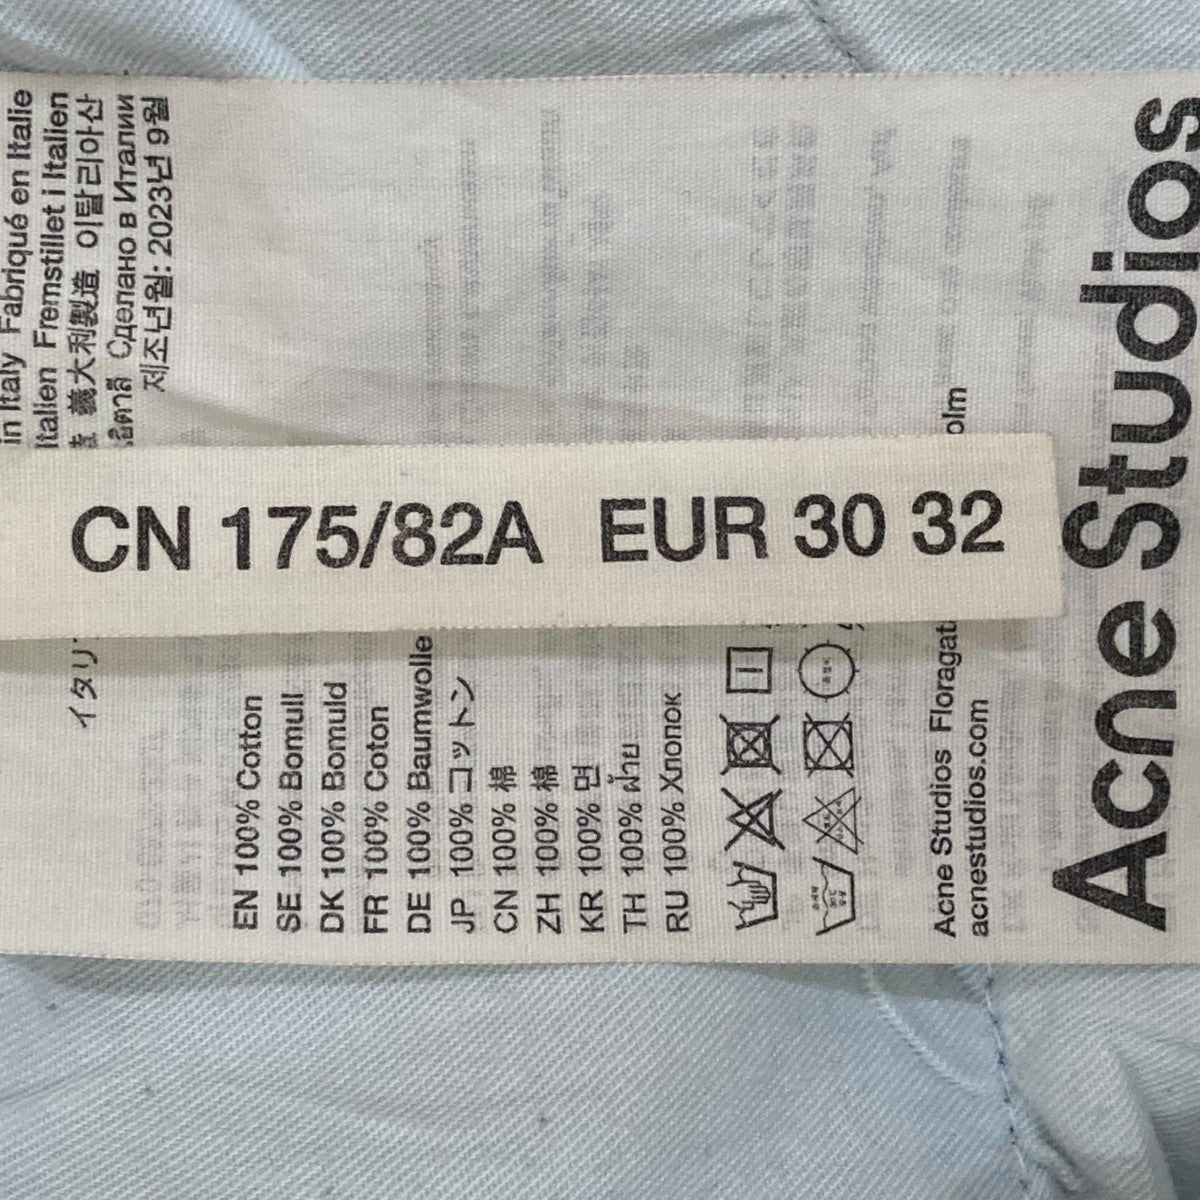 Acne Studios
CN 175/82A EUR 30 32
in Italy Fabriqué en Italie
Italien Fremstillet i Italien
義大利製造 이탈리아산
Сделано в Италии
제조년월: 2023년 9월
イタリ
EN 100% Cotton
SE 100% Bomull
DK 100% Bomuld
FR 100% Coton
DE 100% Baumwolle
JP 100% コットン
CN 100% 棉
ZH 100% 棉
KR 100% 면
TH 100% ฝ้าย
RU 100% Хлопок
Acne Studios
acnestudios.com